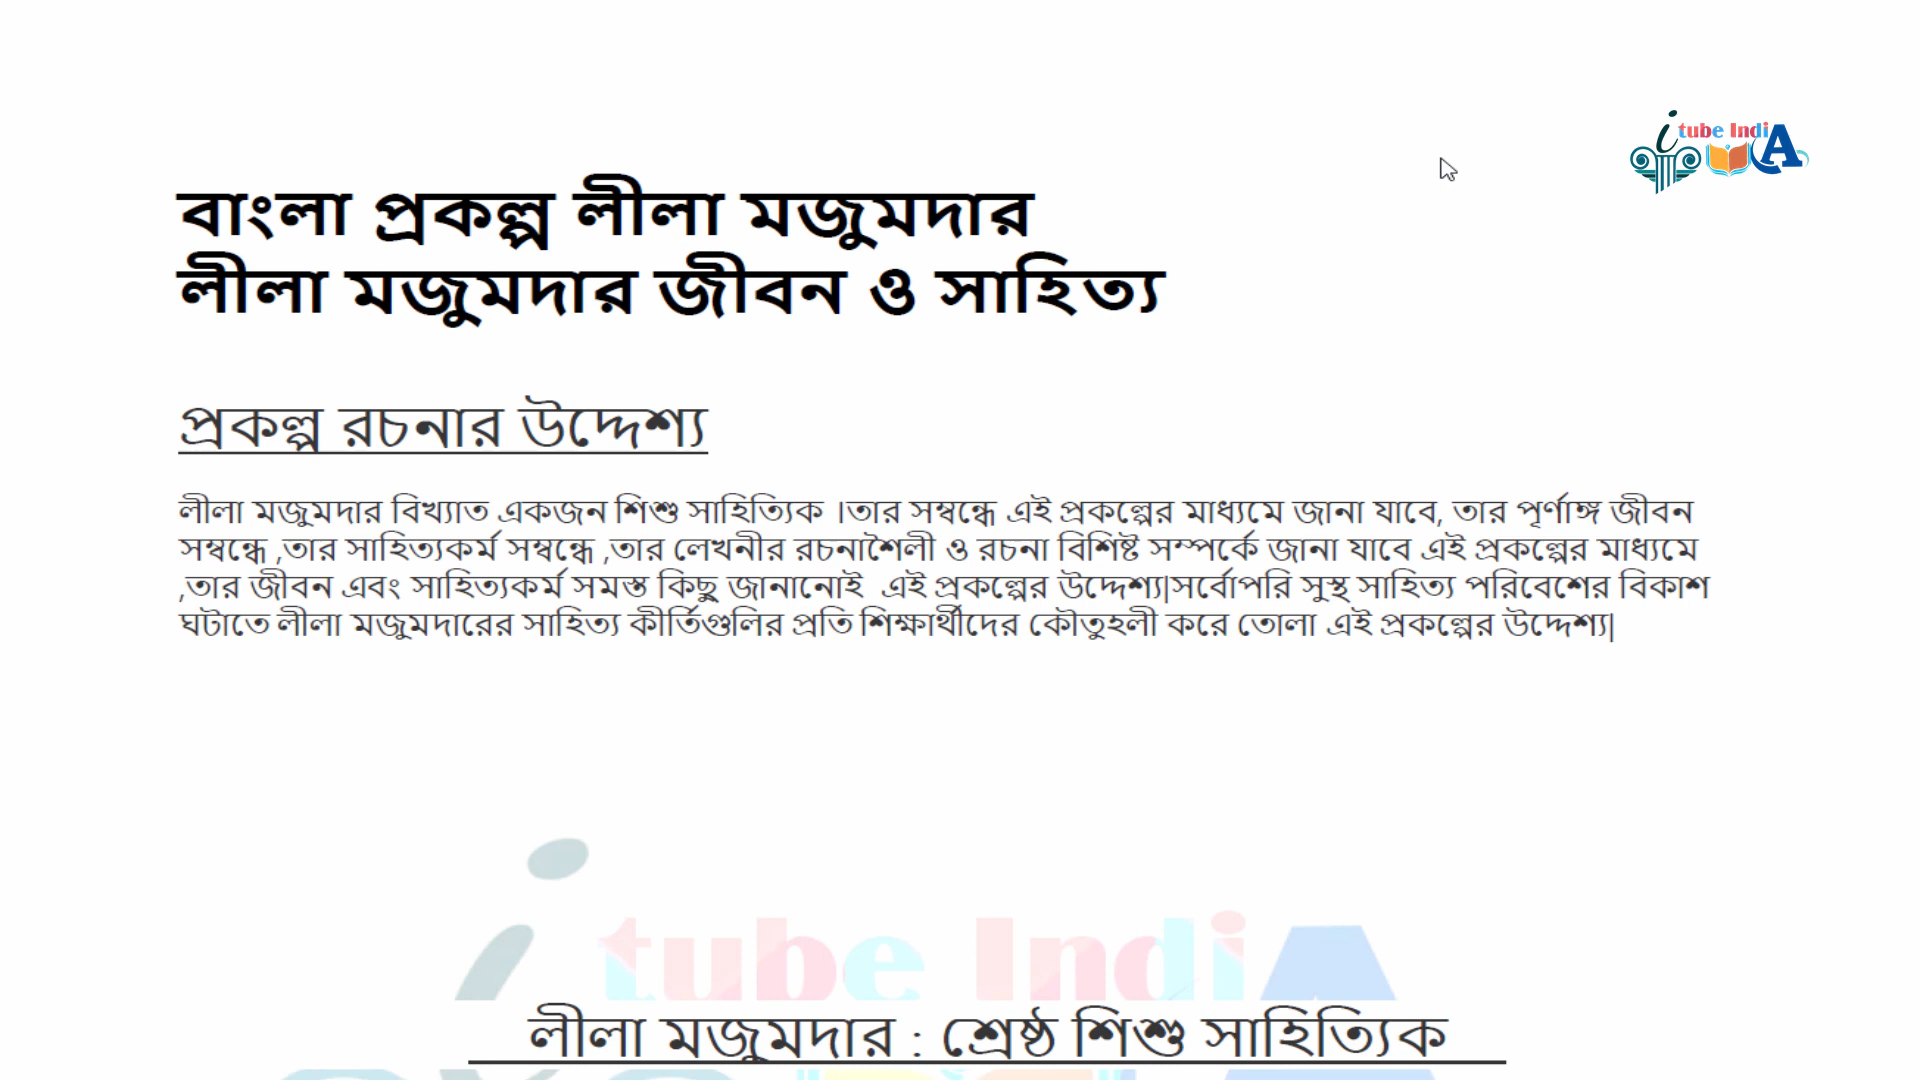 i tube IndiA
বাংলা প্রকল্প লীলা মজুমদার
লীলা মজুমদার জীবন ও সাহিত্য
প্রকল্প রচনার উদ্দেশ্য
লীলা মজুমদার বিখ্যাত একজন শিশু সাহিত্যিক ।তার সম্বন্ধে এই প্রকল্পের মাধ্যমে জানা যাবে, তার পূর্ণাঙ্গ জীবন
সম্বন্ধে ,তার সাহিত্যকর্ম সম্বন্ধে ,তার লেখনীর রচনাশৈলী ও রচনা বিশিষ্ট সম্পর্কে জানা যাবে এই প্রকল্পের মাধ্যমে
,তার জীবন এবং সাহিত্যকর্ম সমস্ত কিছু জানানোই এই প্রকল্পের উদ্দেশ্য|সর্বোপরি সুস্থ সাহিত্য পরিবেশের বিকাশ
ঘটাতে লীলা মজুমদারের সাহিত্য কীর্তিগুলির প্রতি শিক্ষার্থীদের কৌতুহলী করে তোলা এই প্রকল্পের উদ্দেশ্য|
i tube IndiA
লীলা মজুমদার : শ্রেষ্ঠ শিশু সাহিত্যিক